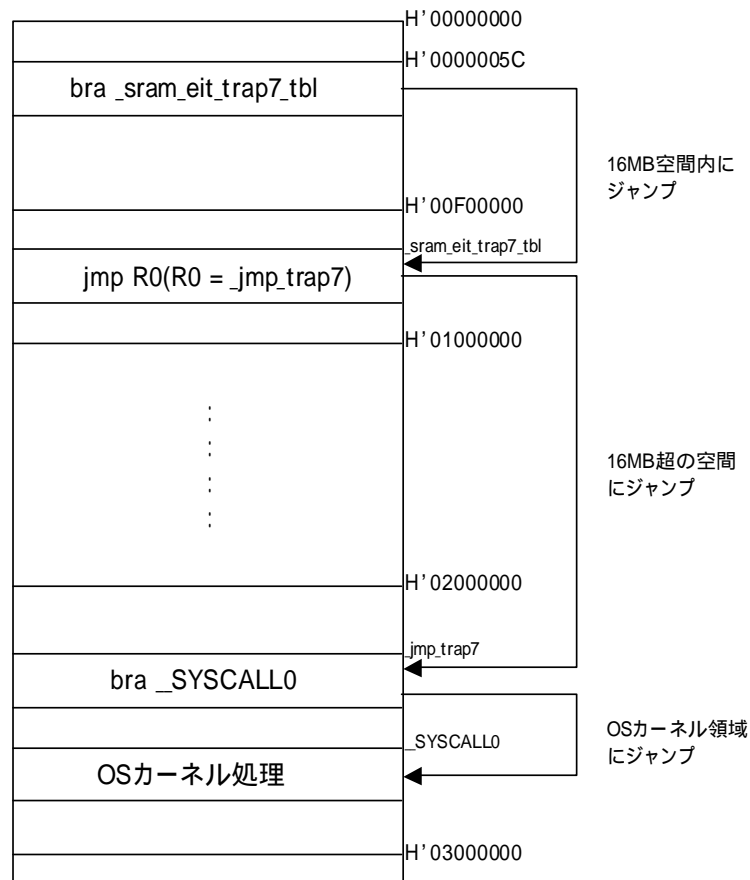 H'00000000
H'0000005C
bra _sram_eit_trap7_tbl
16MB空間内に
ジャンプ
H'00F00000
_sram_eit_trap7_tbl
jmp R0(R0 = _jmp_trap7)
H'01000000
16MB超の空間
にジャンプ
H'02000000
_jmp_trap7
bra __SYSCALL0
__SYSCALL0
OSカーネル領域
にジャンプ
OSカーネル処理
H'03000000